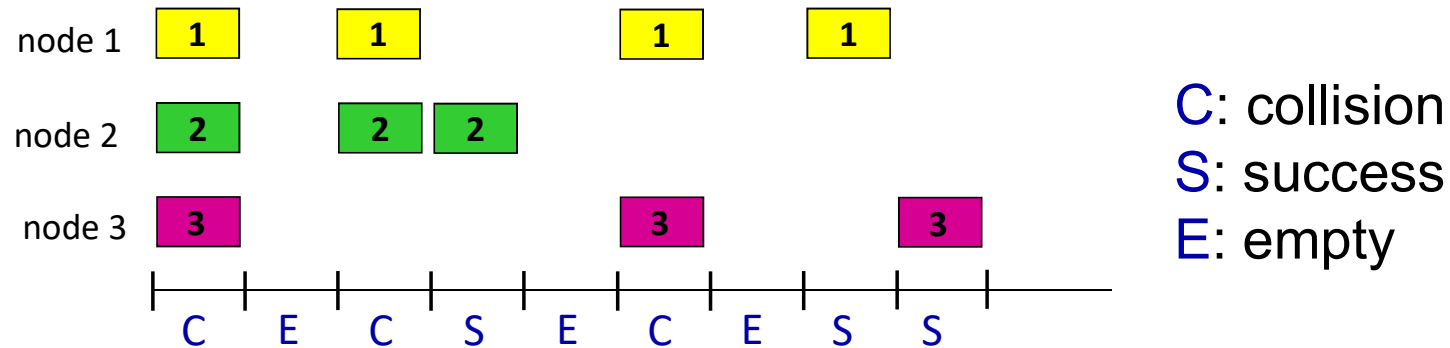 node 1 1 1 1 1
node 2 2 2 2
node 3 3 3 3
C E C S E C E S S
C: collision
S: success
E: empty